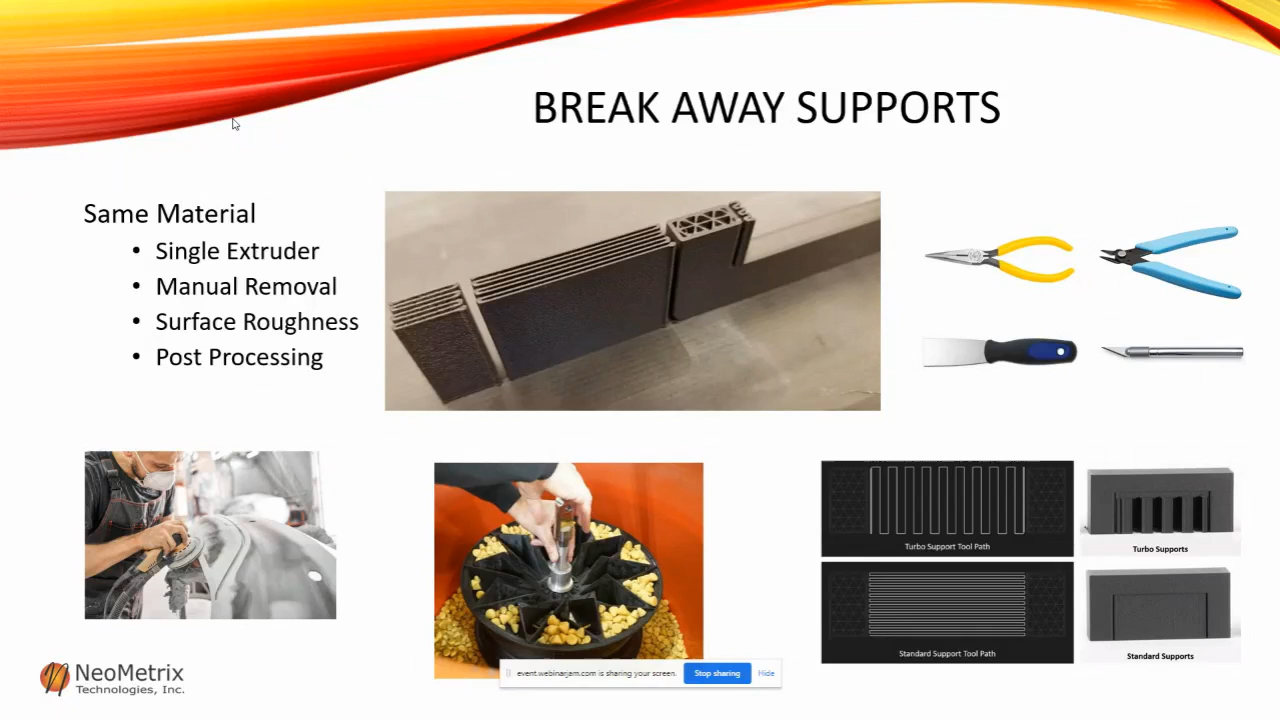 BREAK AWAY SUPPORTS
Same Material
• Single Extruder
• Manual Removal
• Surface Roughness
• Post Processing
Turbo Support Tool Path
Turbo Supports
Standard Support Tool Path
Standard Supports
NeoMetrix
Technologies, Inc.
event.webinarjam.com is sharing your screen.
Stop sharing
Hide